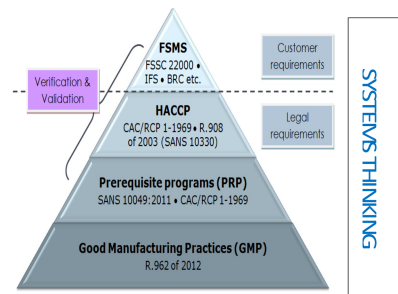 FSMS
FSSC 22000 •
IFS • BRC etc.
Customer
requirements
Verification &
Validation
HACCP
CAC/RCP 1-1969 • R.908
of 2003 (SANS 10330)
Legal
requirements
Prerequisite programs (PRP)
SANS 10049:2011 • CAC/RCP 1-1969
Good Manufacturing Practices (GMP)
R.962 of 2012
SYSTEMS THINKING